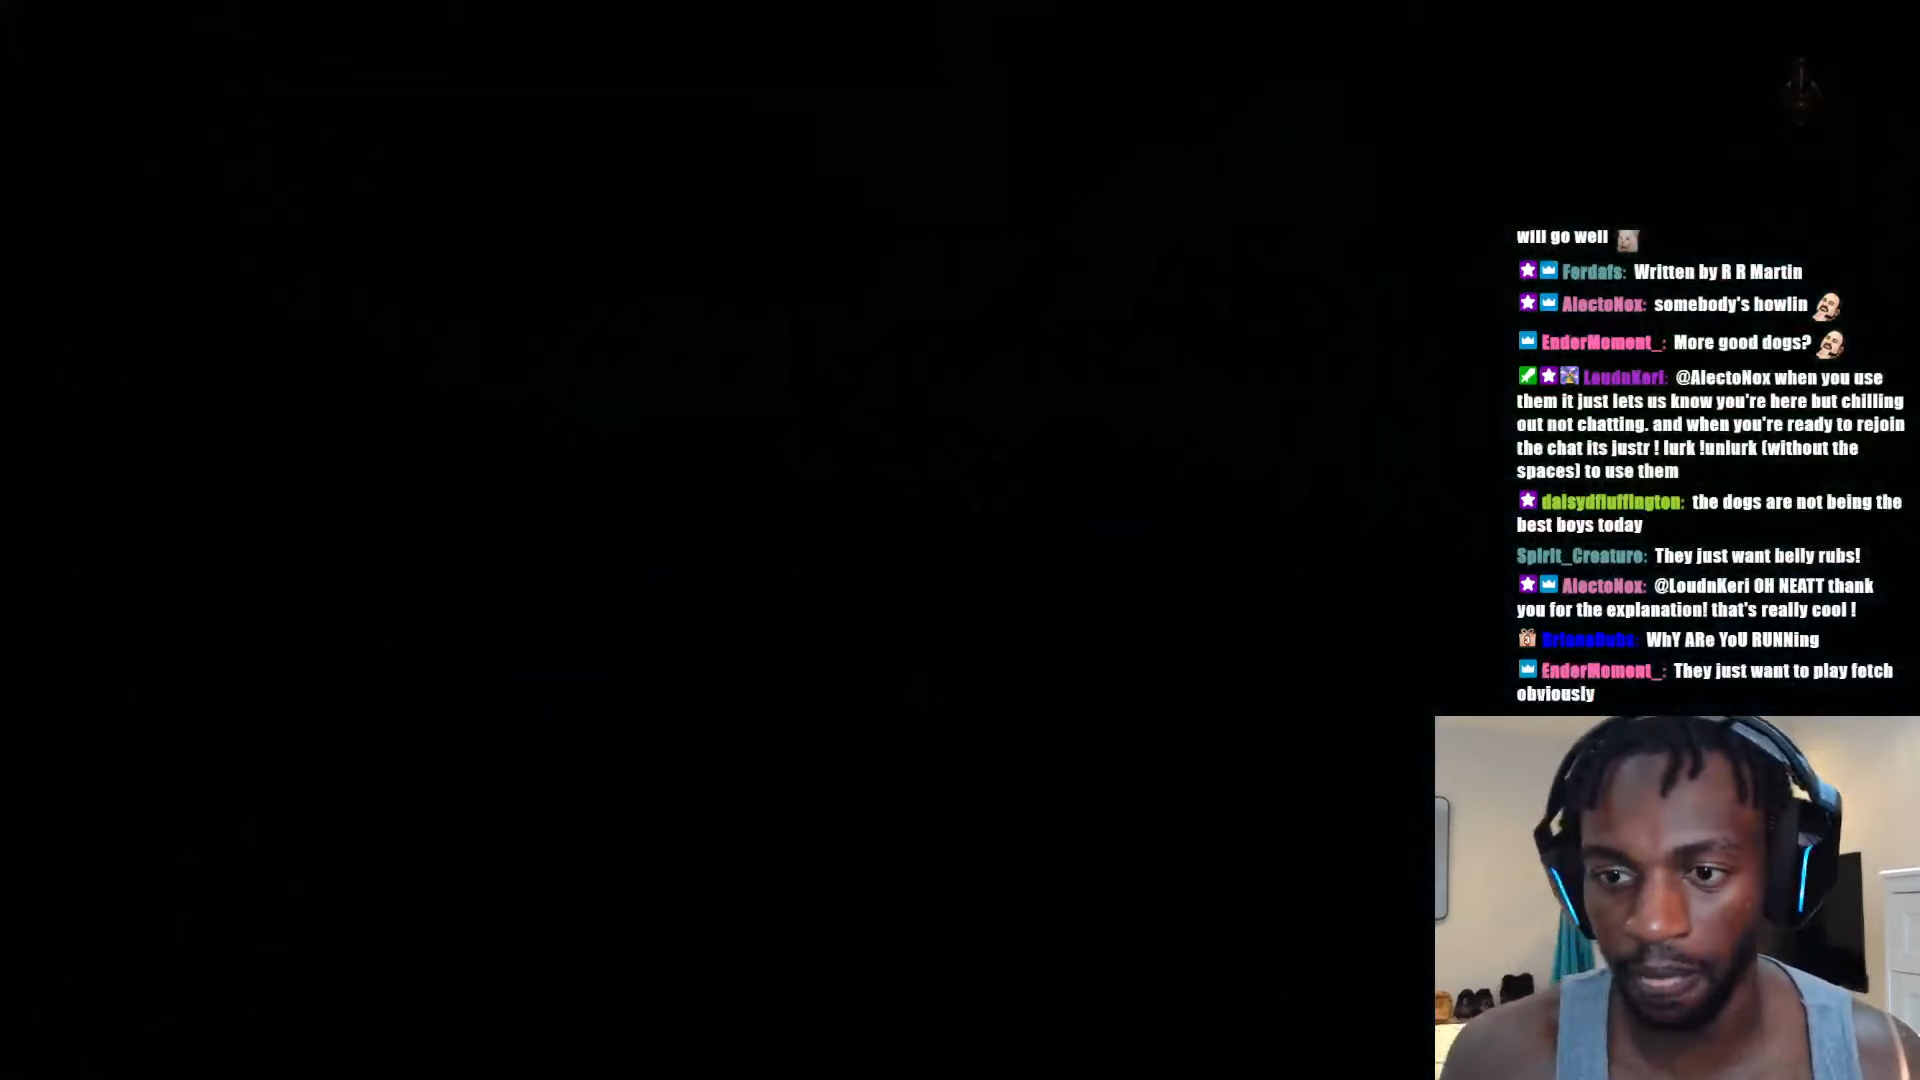 will go well
Ferdafs: Written by R R Martin
AlectoNox: somebody's howlin
EnderMoment_: More good dogs?
LoudnKeri: @AlectoNox when you use
them it just lets us know you're here but chilling
out not chatting. and when you're ready to rejoin
the chat its justr ! lurk !unlurk (without the
spaces) to use them
daisydfluffington: the dogs are not being the
best boys today
Spirit_Creature: They just want belly rubs!
AlectoNox: @LoudnKeri OH NEATT thank
you for the explanation! that's really cool !
BrianaDubs: WhY ARe YoU RUNNing
EnderMoment_: They just want to play fetch
obviously